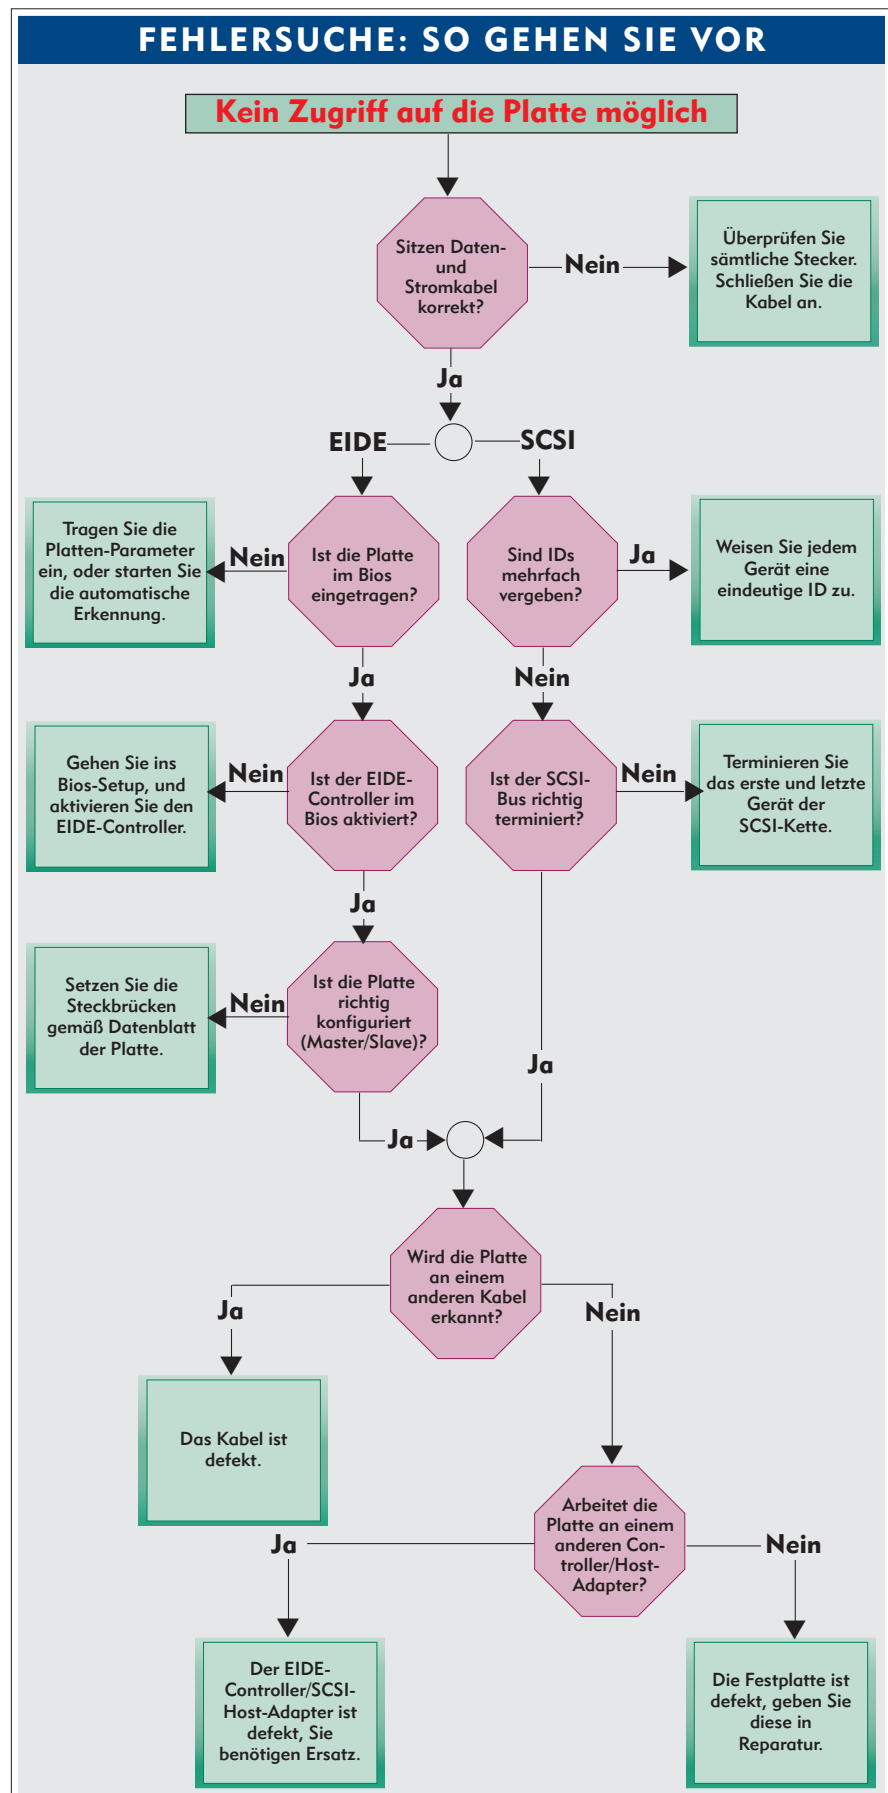 FEHLERSUCHE: SO GEHEN SIE VOR
Kein Zugriff auf die Platte möglich
Sitzen Daten-
und
Stromkabel
korrekt?
Nein
Überprüfen Sie
sämtliche Stecker.
Schließen Sie die
Kabel an.
Ja
EIDE
SCSI
Tragen Sie die
Platten-Parameter
ein, oder starten Sie
die automatische
Erkennung.
Nein
Ist die Platte
im Bios
eingetragen?
Sind IDs
mehrfach
vergeben?
Ja
Weisen Sie jedem
Gerät eine
eindeutige ID zu.
Ja
Nein
Gehen Sie ins
Bios-Setup, und
aktivieren Sie den
EIDE-Controller.
Nein
Ist der EIDE-
Controller im
Bios aktiviert?
Ist der SCSI-
Bus richtig
terminiert?
Nein
Terminieren Sie
das erste und letzte
Gerät der
SCSI-Kette.
Ja
Setzen Sie die
Steckbrücken
gemäß Datenblatt
der Platte.
Nein
Ist die Platte
richtig
konfiguriert
(Master/Slave)?
Ja
Ja
Wird die Platte
an einem
anderen Kabel
erkannt?
Ja
Nein
Das Kabel ist
defekt.
Arbeitet die
Platte an einem
anderen Con-
troller/Host-
Adapter?
Ja
Nein
Der EIDE-
Controller/SCSI-
Host-Adapter ist
defekt, Sie
benötigen Ersatz.
Die Festplatte ist
defekt, geben Sie
diese in
Reparatur.